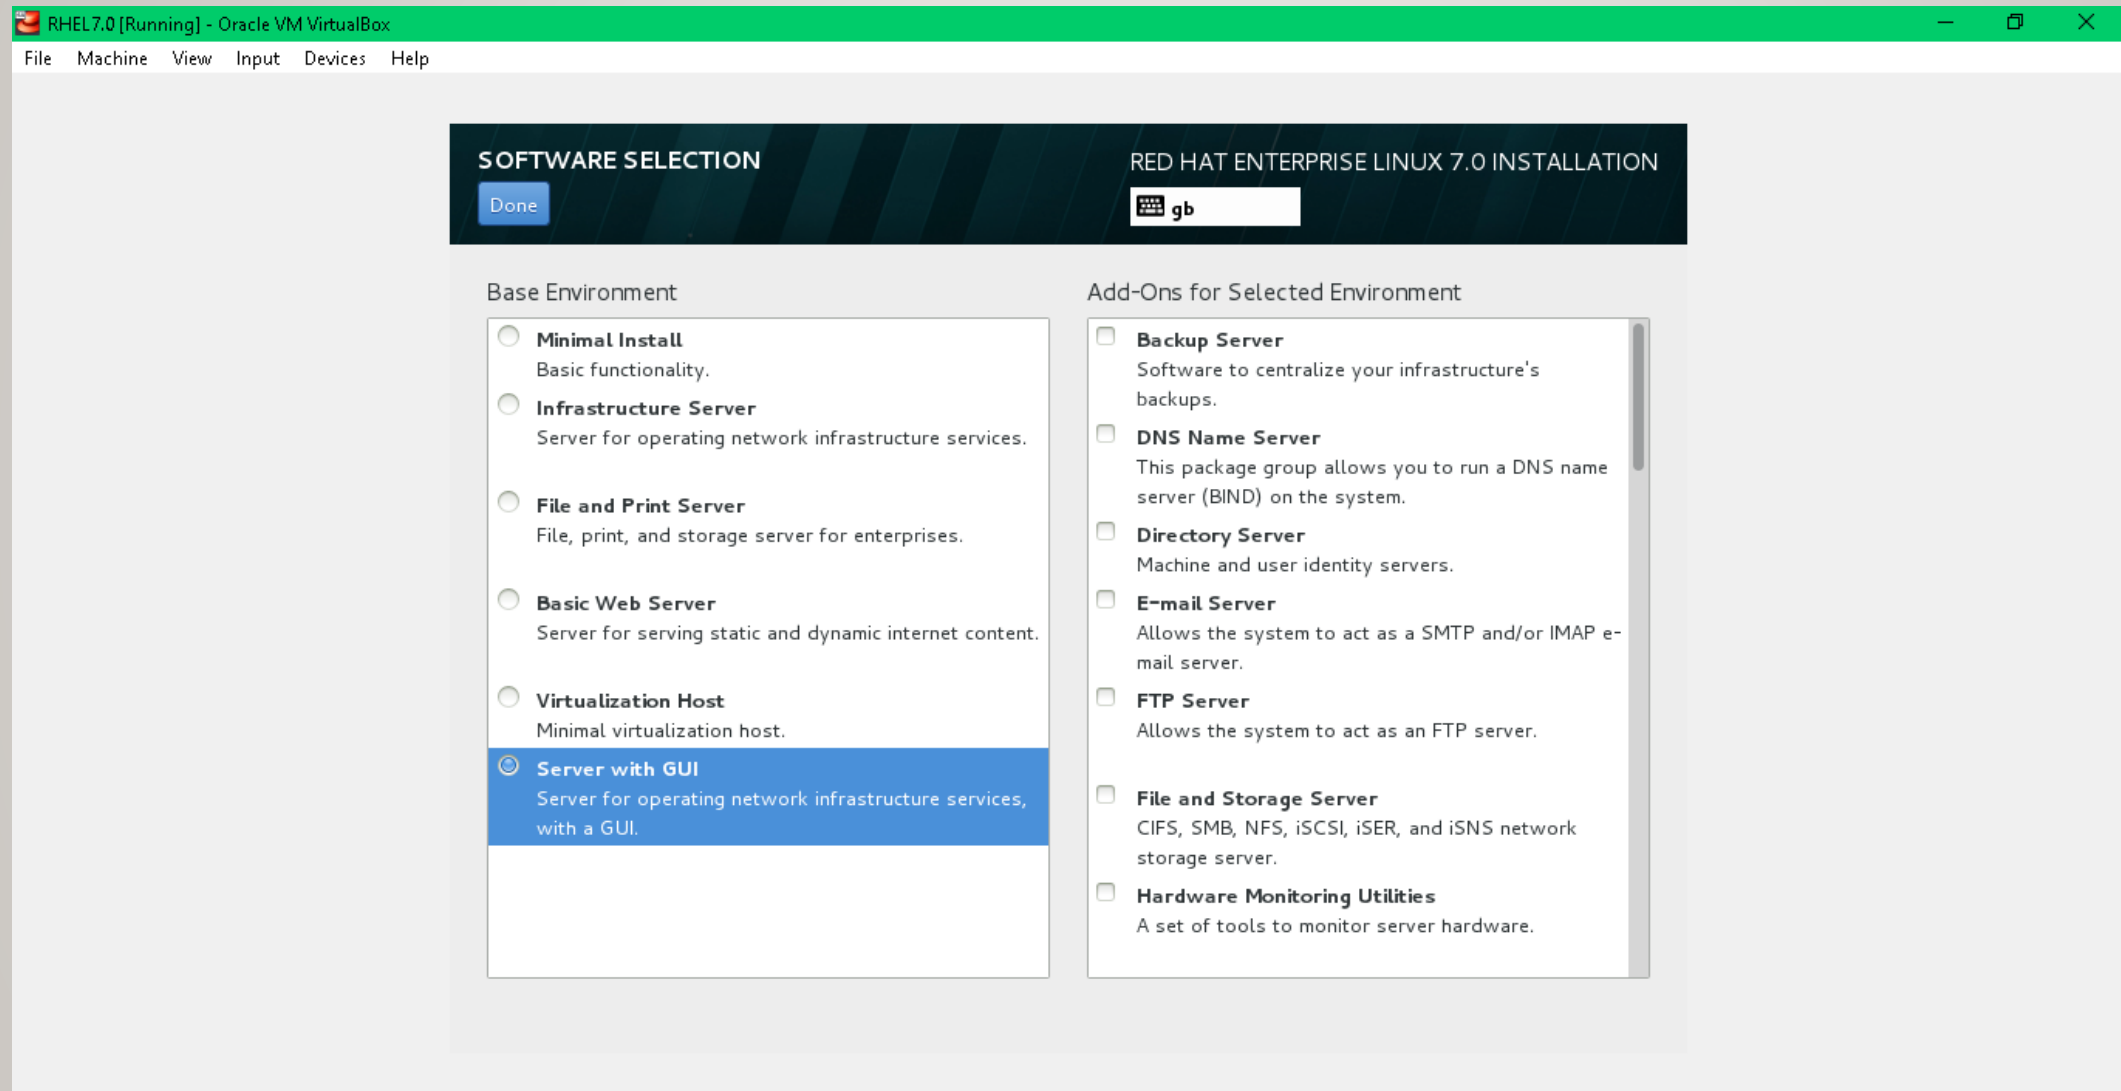 RHEL7.0 [Running] - Oracle VM VirtualBox
File Machine View Input Devices Help
SOFTWARE SELECTION
Done
RED HAT ENTERPRISE LINUX 7.0 INSTALLATION
gb
Base Environment
Minimal Install
Basic functionality.
Infrastructure Server
Server for operating network infrastructure services.
File and Print Server
File, print, and storage server for enterprises.
Basic Web Server
Server for serving static and dynamic internet content.
Virtualization Host
Minimal virtualization host.
Server with GUI
Server for operating network infrastructure services,
with a GUI.
Add-Ons for Selected Environment
Backup Server
Software to centralize your infrastructure's
backups.
DNS Name Server
This package group allows you to run a DNS name
server (BIND) on the system.
Directory Server
Machine and user identity servers.
E-mail Server
Allows the system to act as a SMTP and/or IMAP e-
mail server.
FTP Server
Allows the system to act as an FTP server.
File and Storage Server
CIFS, SMB, NFS, iSCSI, iSER, and iSNS network
storage server.
Hardware Monitoring Utilities
A set of tools to monitor server hardware.